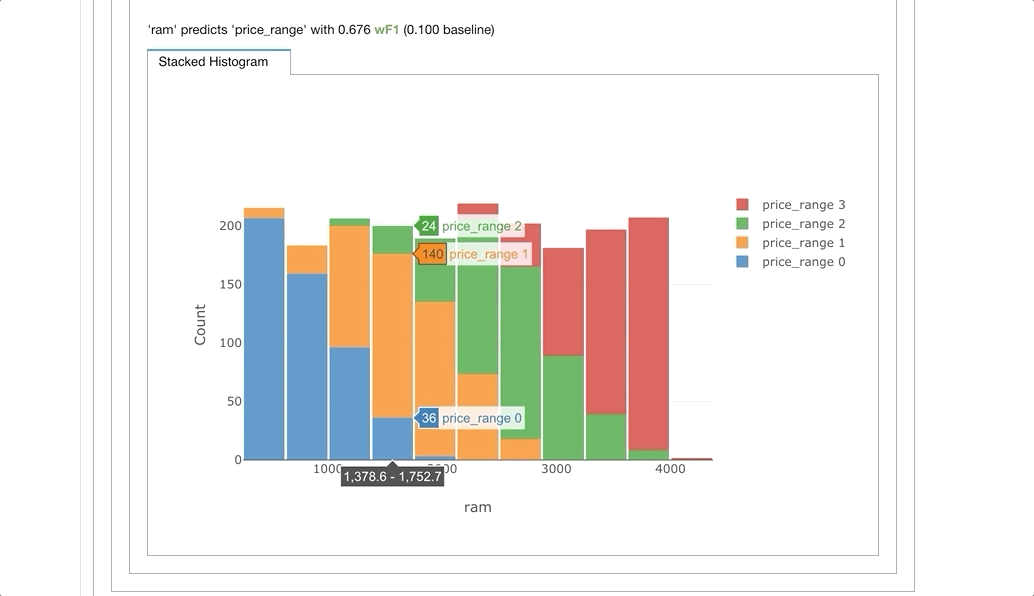 'ram' predicts 'price_range' with 0.676 wF1 (0.100 baseline)
Stacked Histogram
price_range 3
price_range 2
price_range 1
price_range 0
24 price_range 2
140 price_range 1
36 price_range 0
Count
200
150
100
50
0
3000
4000
1,378.6 - 1,752.7
ram